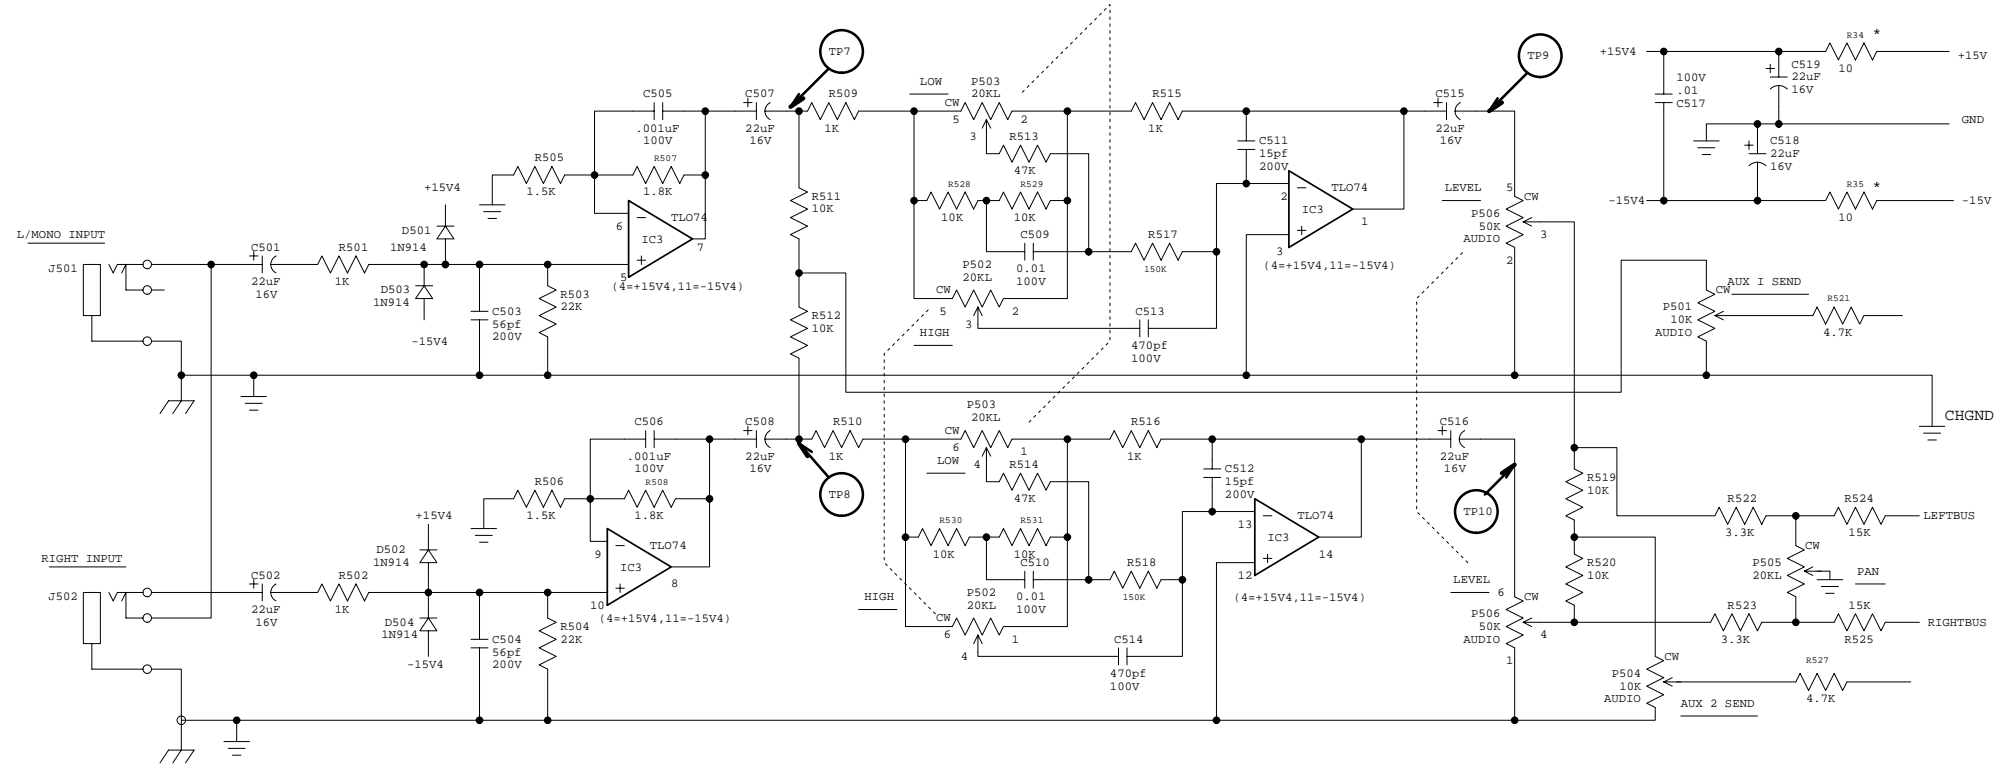 TP7
TP9
+15V4
R34 *
10
+15V
100V
.01
C517
+ C519
22uF
16V
GND
+ C518
22uF
16V
-15V4
R35 *
10
-15V
L/MONO INPUT
J501
C501
+
22uF
16V
R501
1K
+15V4
D501
1N914
D503
1N914
-15V4
C503
56pf
200V
R503
22K
R505
1.5K
C505
.001uF
100V
R507
1.8K
6
-
TLO74
IC3
7
+
5
(4=+15V4,11=-15V4)
C507
+
22uF
16V
R509
1K
R511
10K
R512
10K
LOW
P503
20KL
CW
5
2
3
R513
47K
R528
10K
R529
10K
C509
0.01
100V
P502
20KL
CW
5
2
3
HIGH
R515
1K
R517
150K
C513
470pf
100V
C511
15pf
200V
-
2
TLO74
IC3
1
+
3
(4=+15V4,11=-15V4)
C515
+
22uF
16V
LEVEL
5
CW
P506
50K
AUDIO
3
2
CW
AUX I SEND
P501
10K
AUDIO
R521
4.7K
CHGND
RIGHT INPUT
J502
C502
+
22uF
16V
R502
1K
+15V4
D502
1N914
D504
1N914
-15V4
C504
56pf
200V
R504
22K
R506
1.5K
C506
.001uF
100V
R508
1.8K
9
-
TLO74
IC3
8
+
10
(4=+15V4,11=-15V4)
C508
+
22uF
16V
TP8
R510
1K
P503
20KL
CW
6
1
4
LOW
R514
47K
R530
10K
R531
10K
C510
0.01
100V
HIGH
P502
20KL
CW
6
1
4
R516
1K
R518
150K
C514
470pf
100V
C512
15pf
200V
13
-
TLO74
IC3
14
+
12
(4=+15V4,11=-15V4)
C516
+
22uF
16V
TP10
LEVEL
6
CW
P506
50K
AUDIO
4
1
R519
10K
R520
10K
R522
3.3K
R524
15K
LEFTBUS
CW
P505
20KL
PAN
R523
3.3K
15K
R525
RIGHTBUS
CW
P504
10K
AUDIO
R527
4.7K
AUX 2 SEND